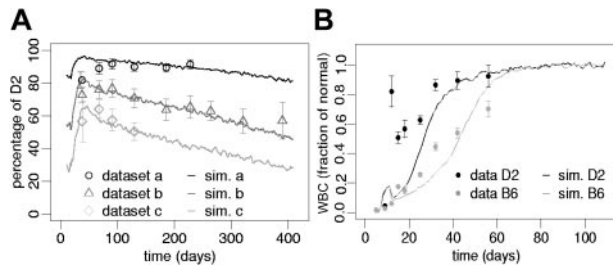 A
percentage of D2
0 20 40 60 80 100
dataset a
sim. a
dataset b
sim. b
dataset c
sim. c
0 100 200 300 400
time (days)
B
WBC (fraction of normal)
0.0 0.2 0.4 0.6 0.8 1.0
data D2
sim. D2
data B6
sim. B6
0 20 40 60 80 100
time (days)